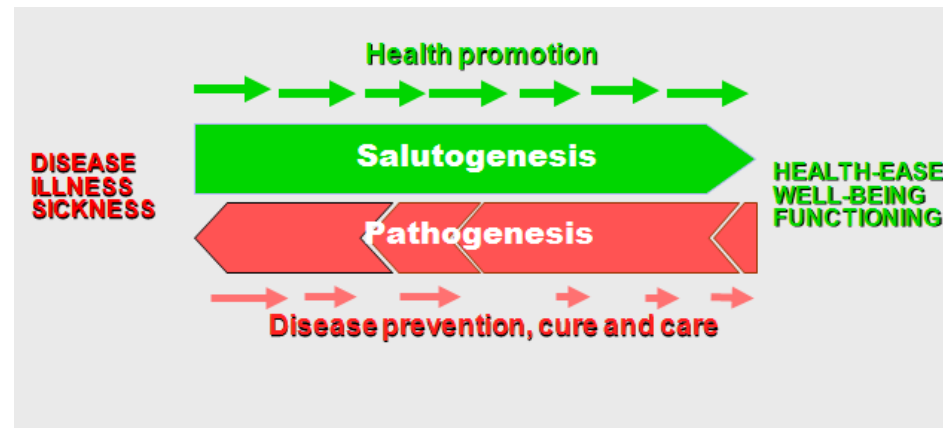 Health promotion
Salutogenesis
DISEASE
ILLNESS
SICKNESS
HEALTH-EASE
WELL-BEING
FUNCTIONING
Pathogenesis
Disease prevention, cure and care